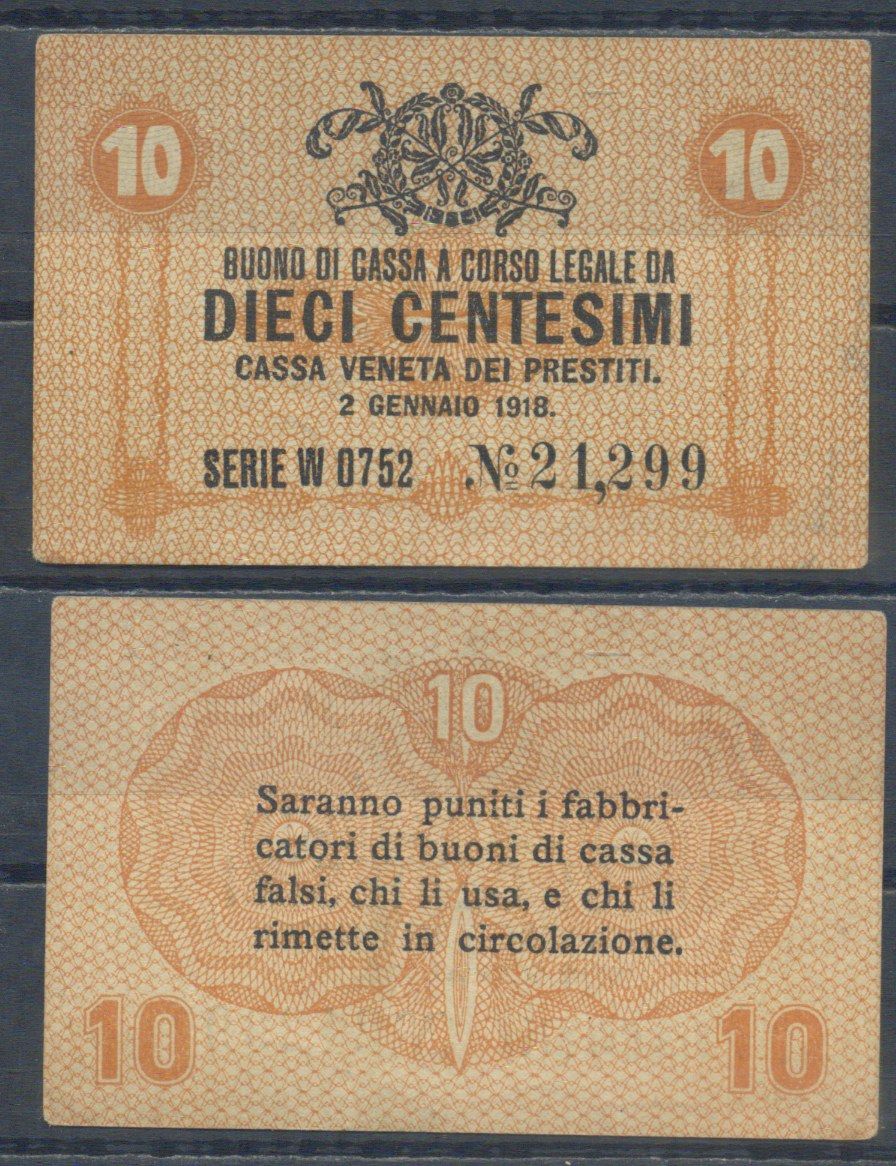 10 10
BUONO DI CASSA A CORSO LEGALE DA
DIECI CENTESIMI
CASSA VENETA DEI PRESTITI.
2 GENNAIO 1918.
SERIE W 0752 No 21,299
10
Saranno puniti i fabbri-
catori di buoni di cassa
falsi, chi li usa, e chi li
rimette in circolazione.
10 10